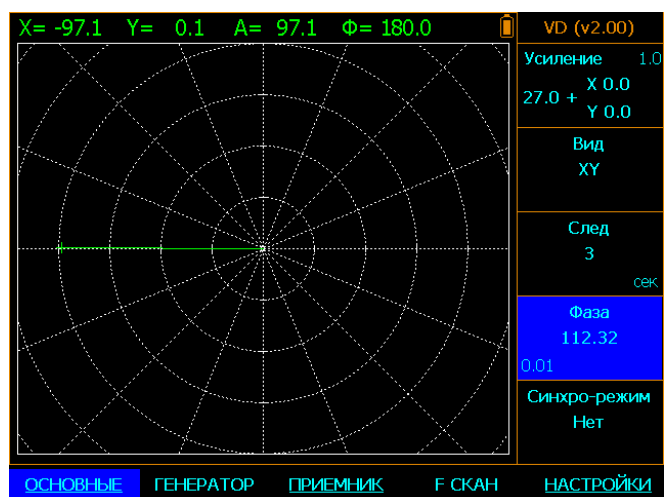 X= -97.1 Y= 0.1 A= 97.1 Ф= 180.0
VD (v2.00)
Усиление 1.0
27.0 + X 0.0
Y 0.0
Вид
XY
След
3
сек
Фаза
112.32
0.01
Синхро-режим
Нет
ОСНОВНЫЕ ГЕНЕРАТОР ПРИЕМНИК F СКАН НАСТРОЙКИ